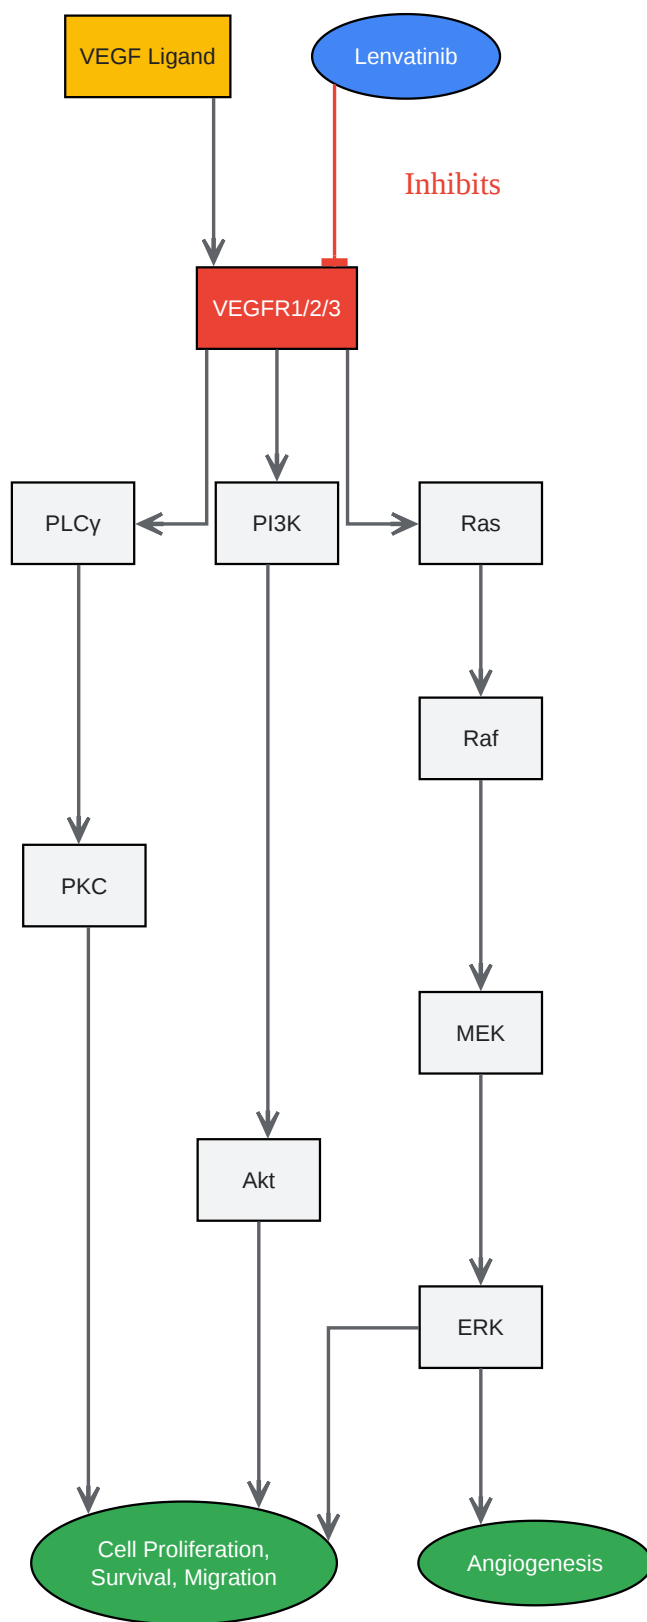 VEGF Ligand
Lenvatinib
Inhibits
VEGFR1/2/3
PLCγ
PI3K
Ras
Raf
PKC
MEK
Akt
ERK
Cell Proliferation,
Survival, Migration
Angiogenesis